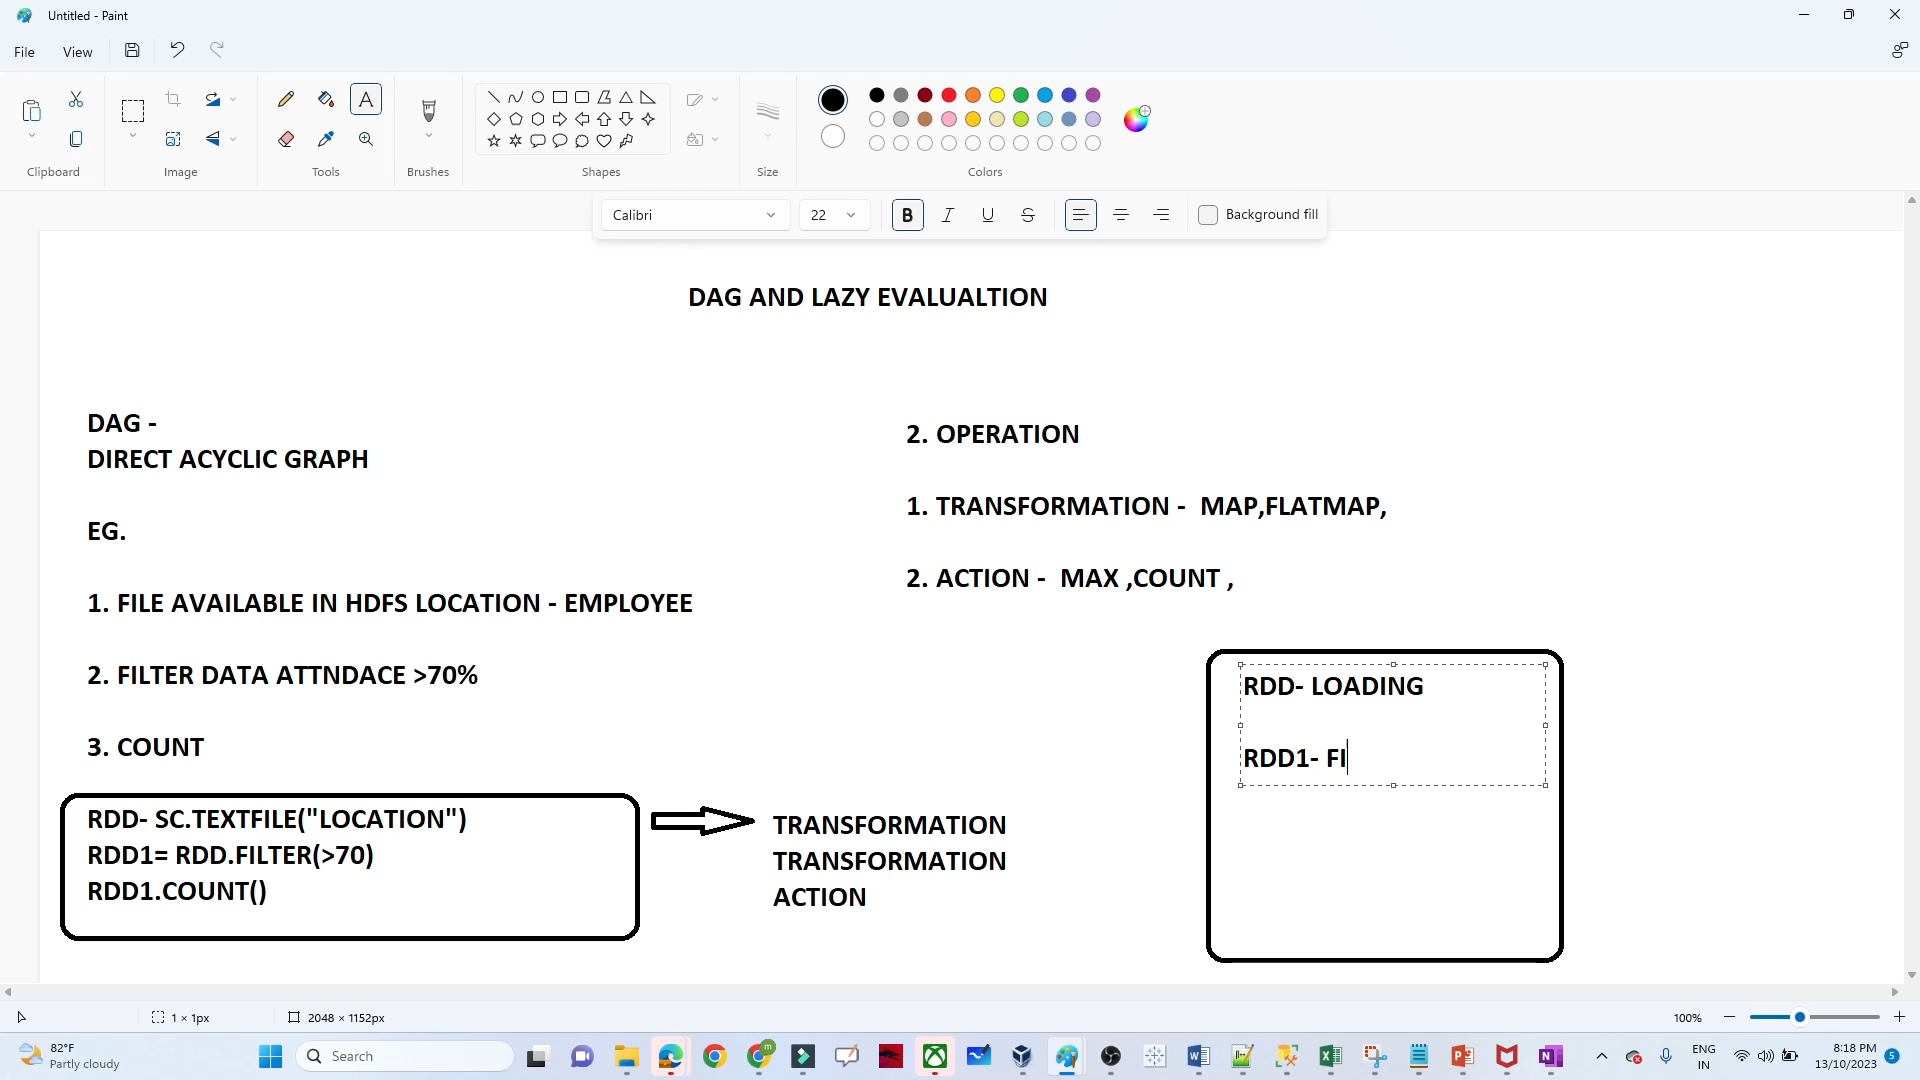 Untitled - Paint
File
View
Clipboard
Image
Tools
Brushes
Shapes
Size
Colors
Calibri
22
B
Background fill
DAG AND LAZY EVALUALTION
DAG -
DIRECT ACYCLIC GRAPH
EG.
1. FILE AVAILABLE IN HDFS LOCATION - EMPLOYEE
2. FILTER DATA ATTNDACE >70%
3. COUNT
RDD- SC.TEXTFILE("LOCATION")
RDD1= RDD.FILTER(>70)
RDD1.COUNT()
TRANSFORMATION
TRANSFORMATION
ACTION
2. OPERATION
1. TRANSFORMATION -  MAP,FLATMAP,
2. ACTION -  MAX ,COUNT ,
RDD- LOADING
RDD1- FI
1 × 1px
2048 × 1152px
100%
82°F
Partly cloudy
Search
ENG
IN
8:18 PM
13/10/2023
5